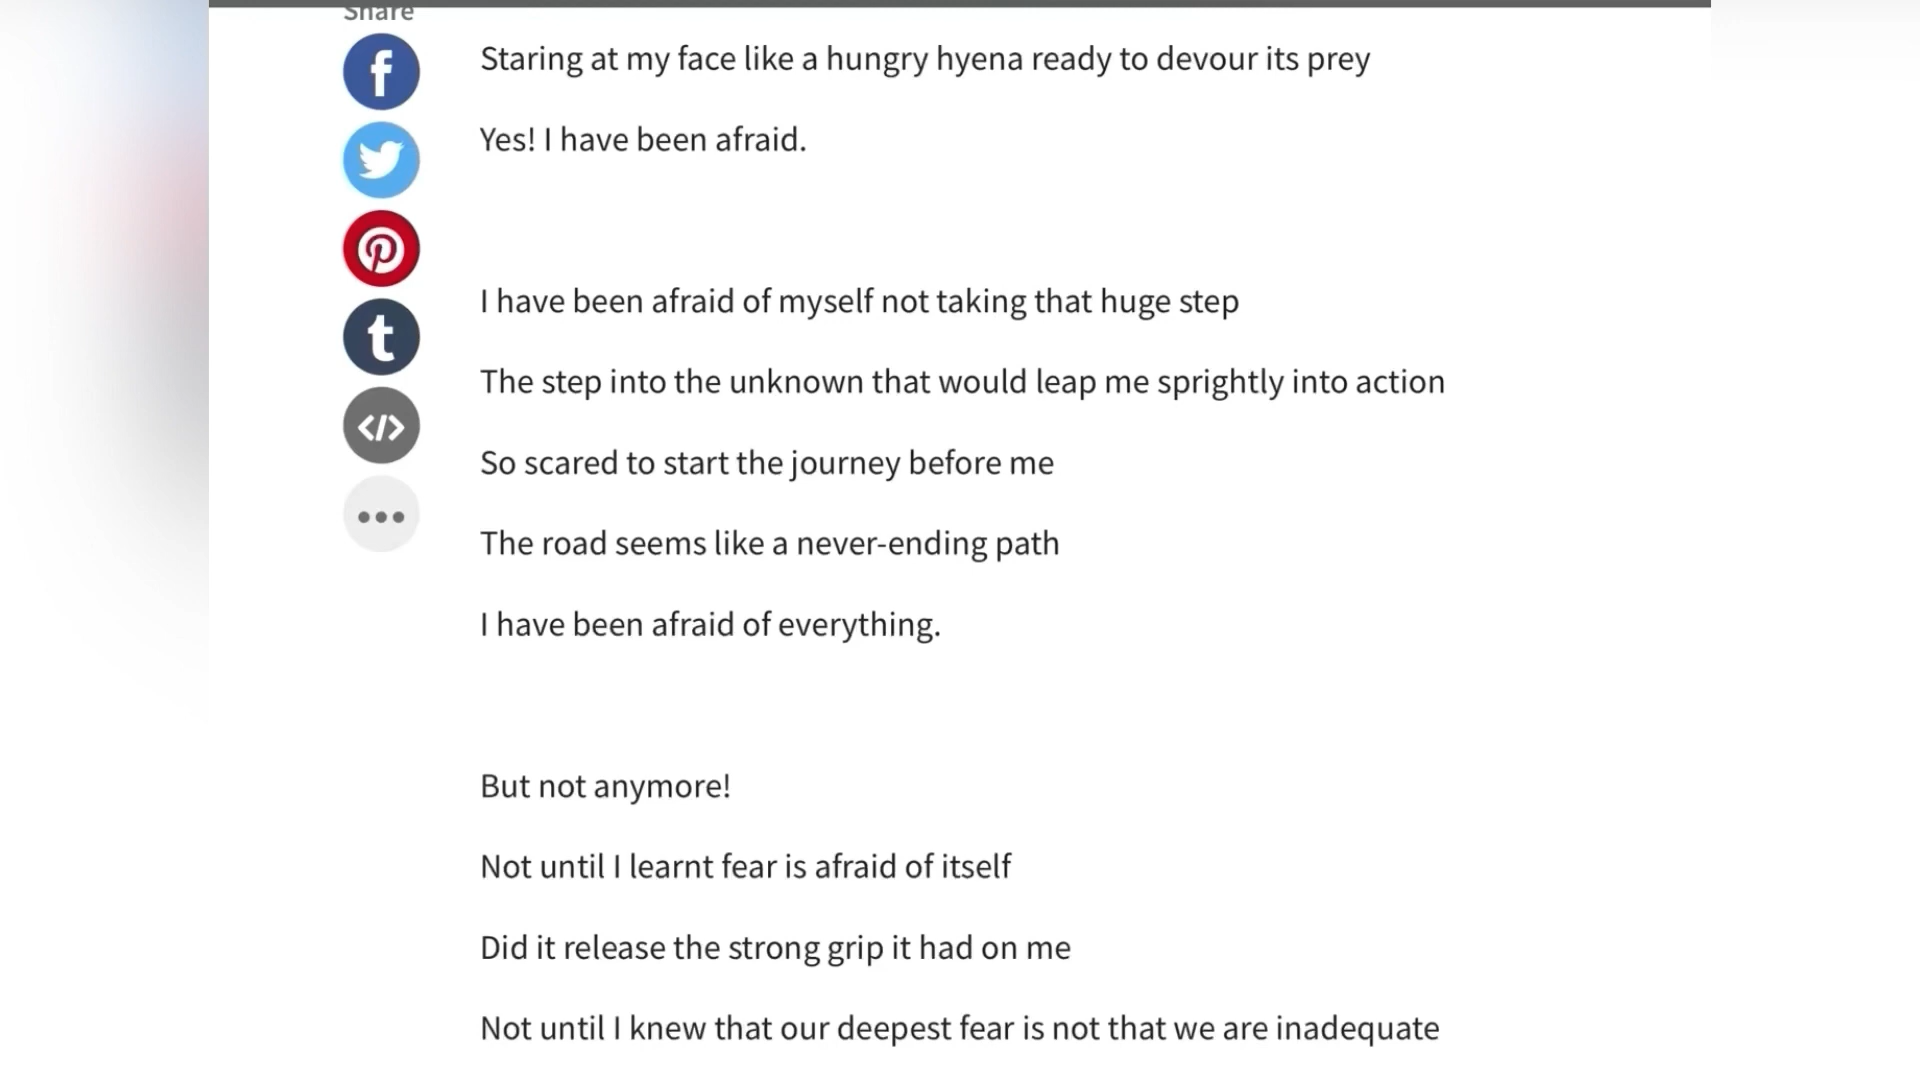 Share
Staring at my face like a hungry hyena ready to devour its prey
Yes! I have been afraid.
I have been afraid of myself not taking that huge step
The step into the unknown that would leap me sprightly into action
So scared to start the journey before me
The road seems like a never-ending path
I have been afraid of everything.
But not anymore!
Not until I learnt fear is afraid of itself
Did it release the strong grip it had on me
Not until I knew that our deepest fear is not that we are inadequate